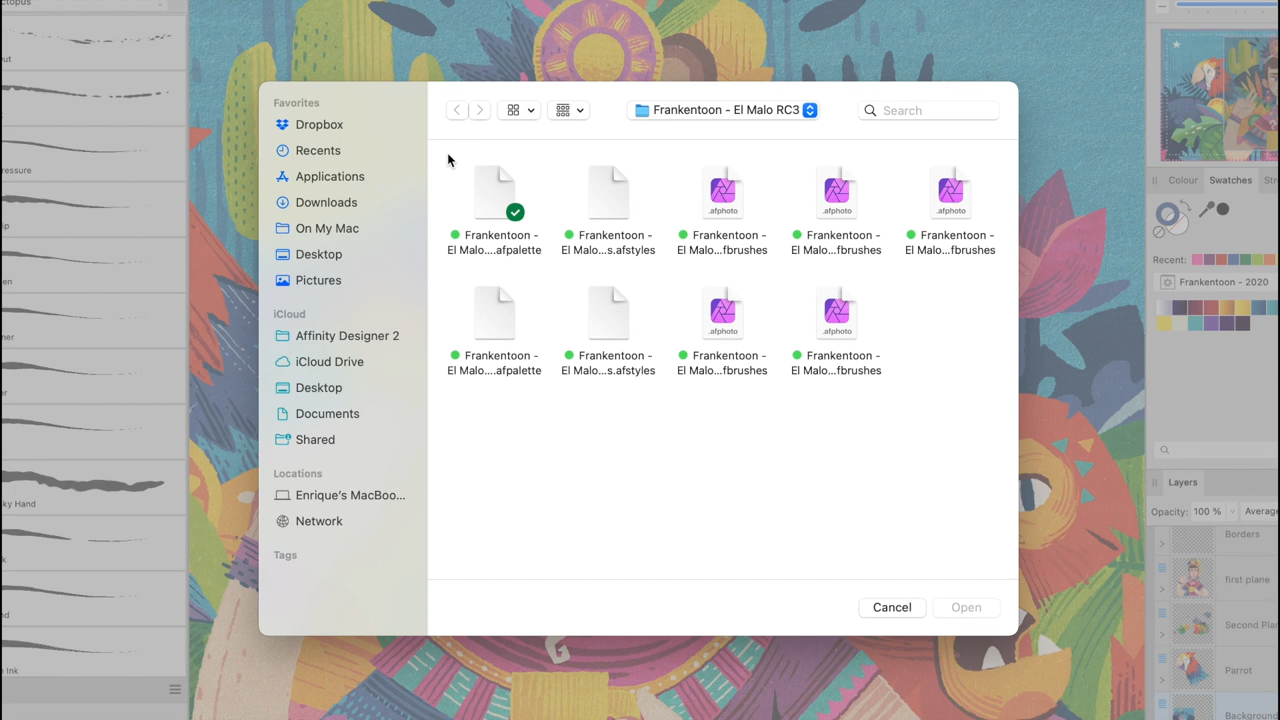 Favorites
Dropbox
Recents
Applications
Downloads
On My Mac
Desktop
Pictures
iCloud
Affinity Designer 2
iCloud Drive
Desktop
Documents
Shared
Locations
Enrique's MacBoo...
Network
Tags
Frankentoon - El Malo RC3
Search
.afphoto
.afphoto
.afphoto
Frankentoon -
El Malo....afpalette
Frankentoon -
El Malo...s.afstyles
Frankentoon -
El Malo...fbrushes
Frankentoon -
El Malo...fbrushes
Frankentoon -
El Malo...fbrushes
.afphoto
.afphoto
Frankentoon -
El Malo....afpalette
Frankentoon -
El Malo...s.afstyles
Frankentoon -
El Malo...fbrushes
Frankentoon -
El Malo...fbrushes
Cancel
Open
Colour
Swatches
Recent:
Frankentoon - 2020
Layers
Opacity:
100 %
Average
Borders
first plane
Second Plan
Parrot
Background
ky Hand
Ink